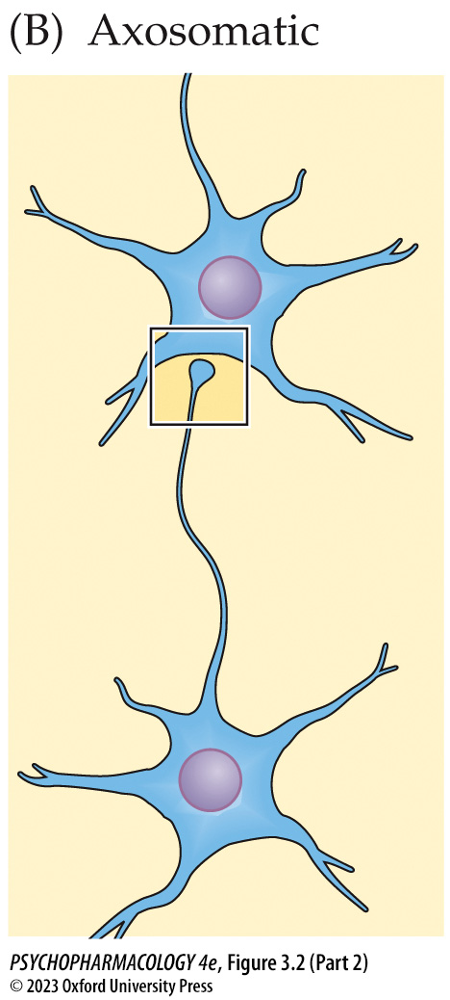 (B) Axosomatic
PSYCHOPHARMACOLOGY 4e, Figure 3.2 (Part 2)
© 2023 Oxford University Press